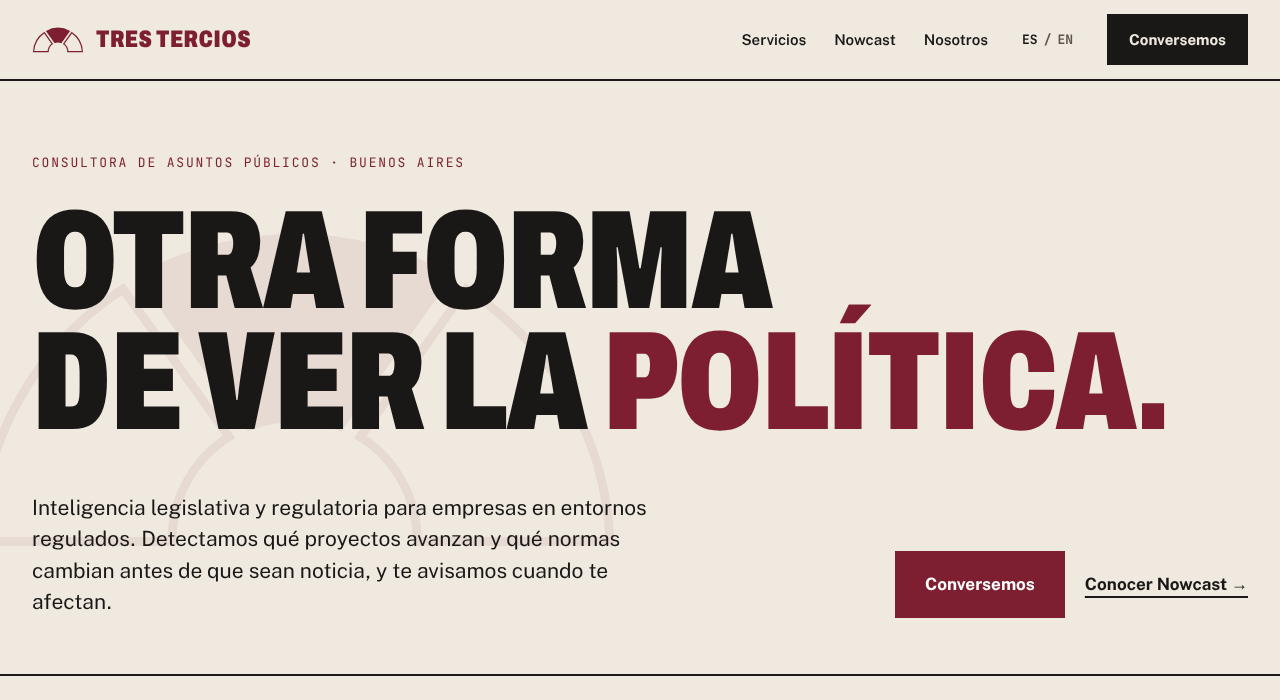 TRES TERCIOS
Servicios
Nowcast
Nosotros
ES / EN
Conversemos
CONSULTORA DE ASUNTOS PÚBLICOS · BUENOS AIRES
OTRA FORMA
DE VER LA POLÍTICA.
Inteligencia legislativa y regulatoria para empresas en entornos
regulados. Detectamos qué proyectos avanzan y qué normas
cambian antes de que sean noticia, y te avisamos cuando te
afectan.
Conversemos
Conocer Nowcast →